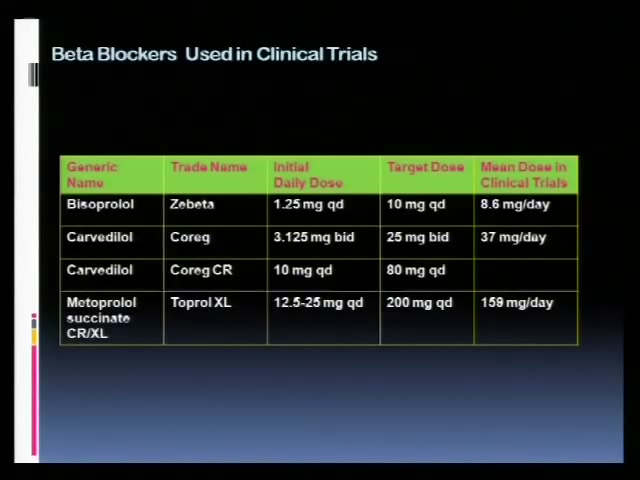 Beta Blockers Used in Clinical Trials
Generic Name | Trade Name | Initial Daily Dose | Target Dose | Mean Dose in Clinical Trials
Bisoprolol | Zebeta | 1.25 mg qd | 10 mg qd | 8.6 mg/day
Carvedilol | Coreg | 3.125 mg bid | 25 mg bid | 37 mg/day
Carvedilol | Coreg CR | 10 mg qd | 80 mg qd
Metoprolol succinate CR/XL | Toprol XL | 12.5-25 mg qd | 200 mg qd | 159 mg/day